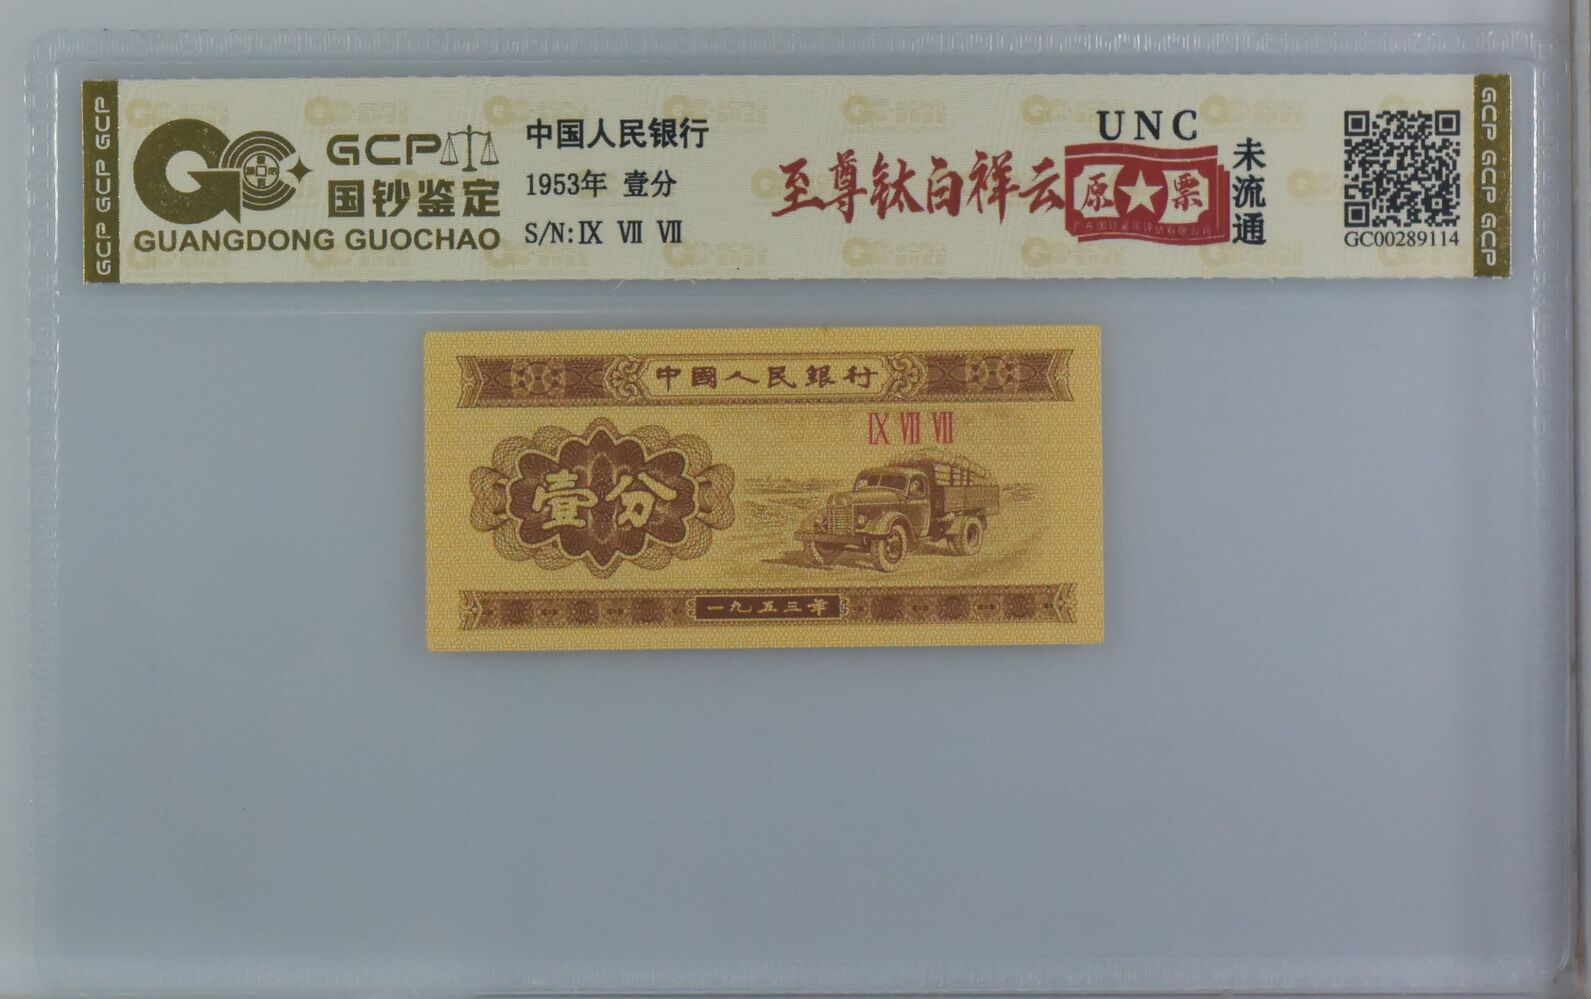 GCP GCP GCP
GCP
国钞鉴定
GUANGDONG GUOCHAO
中国人民银行
1953年 壹分
S/N:Ⅸ Ⅶ Ⅶ
至尊钛白祥云
UNC
原★票
未流通
GC00289114
GCP GCP GCP
中國人民銀行
Ⅸ Ⅶ Ⅶ
壹分
一九五三年